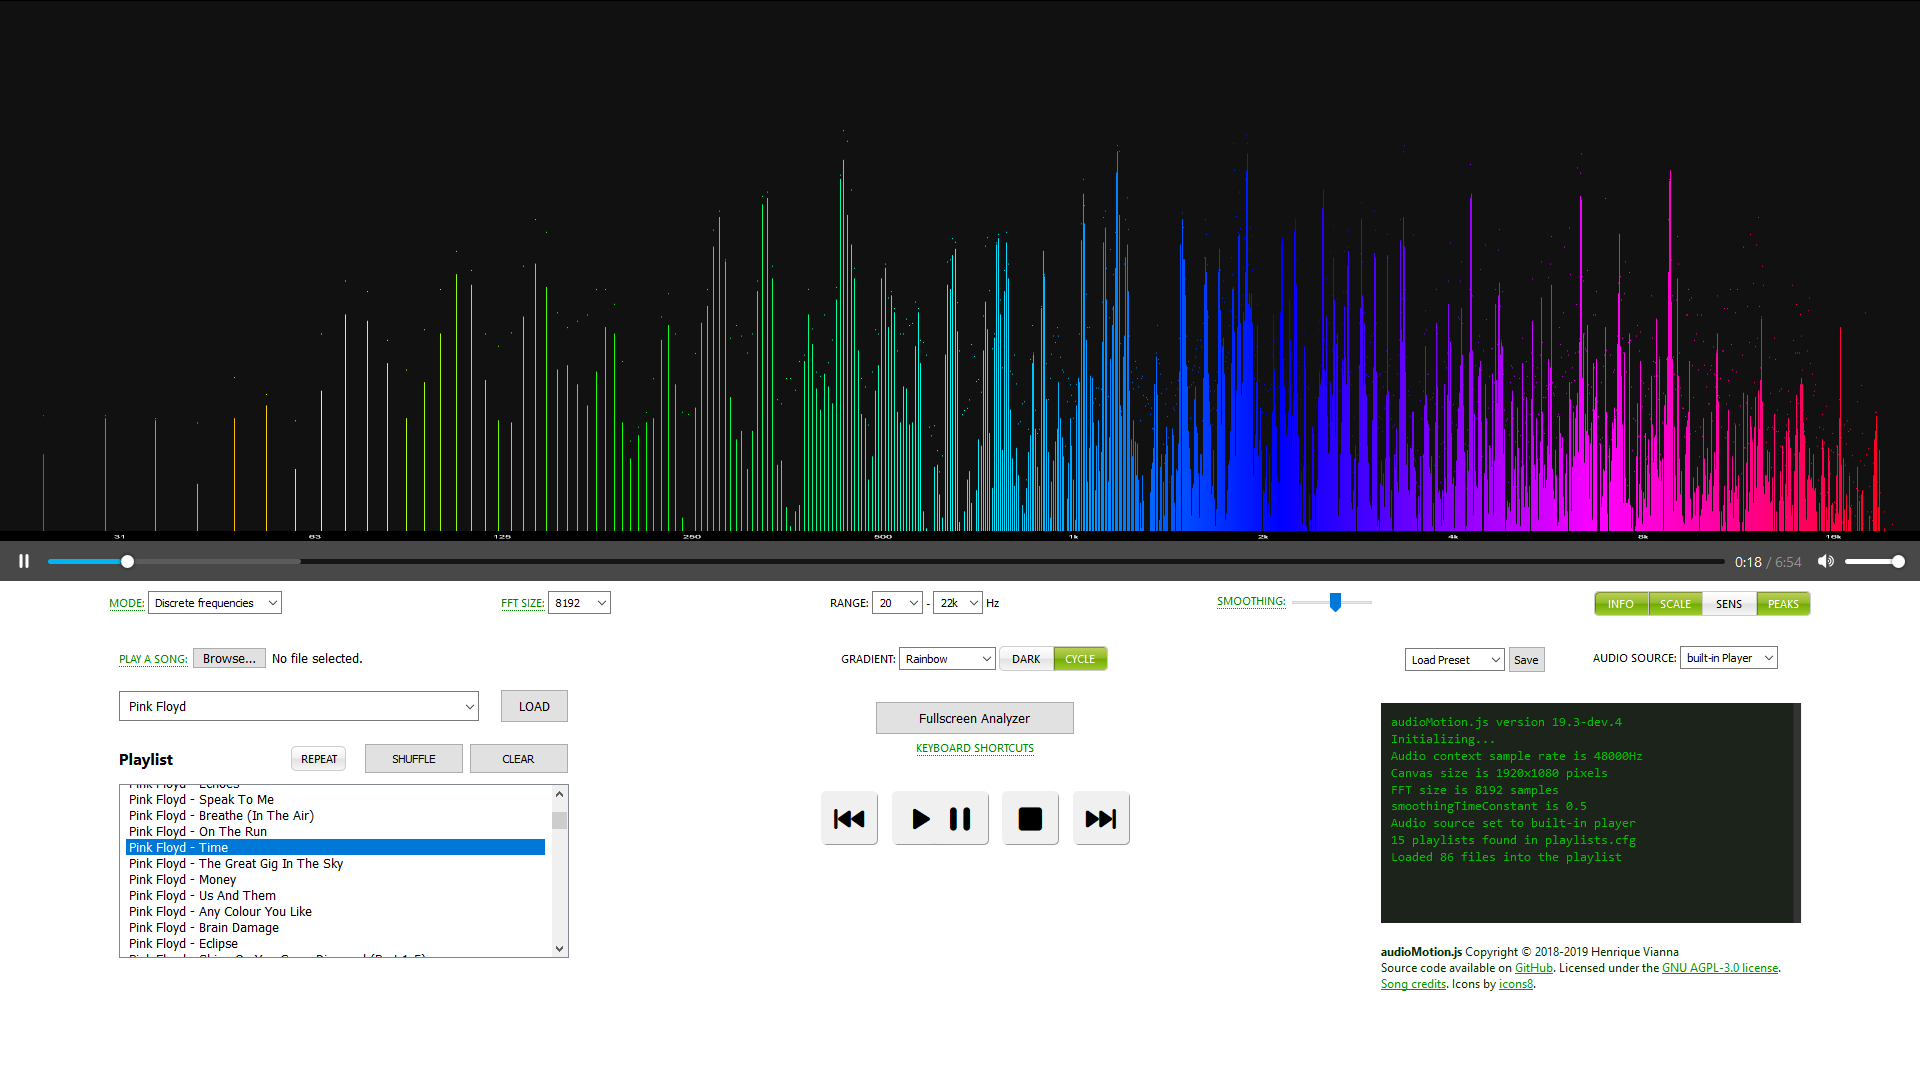 31 63 125 250 500 1k 2k 4k 8k 16k
0:18 / 6:54
MODE: Discrete frequencies FFT SIZE: 8192 RANGE: 20 - 22k Hz SMOOTHING: INFO SCALE SENS PEAKS
PLAY A SONG: Browse... No file selected. GRADIENT: Rainbow DARK CYCLE Load Preset Save AUDIO SOURCE: built-in Player
Pink Floyd LOAD
Fullscreen Analyzer
KEYBOARD SHORTCUTS
Playlist REPEAT SHUFFLE CLEAR
Pink Floyd - Echoes
Pink Floyd - Speak To Me
Pink Floyd - Breathe (In The Air)
Pink Floyd - On The Run
Pink Floyd - Time
Pink Floyd - The Great Gig In The Sky
Pink Floyd - Money
Pink Floyd - Us And Them
Pink Floyd - Any Colour You Like
Pink Floyd - Brain Damage
Pink Floyd - Eclipse
audioMotion.js version 19.3-dev.4
Initializing...
Audio context sample rate is 48000Hz
Canvas size is 1920x1080 pixels
FFT size is 8192 samples
smoothingTimeConstant is 0.5
Audio source set to built-in player
15 playlists found in playlists.cfg
Loaded 86 files into the playlist
audioMotion.js Copyright © 2018-2019 Henrique Vianna
Source code available on GitHub. Licensed under the GNU AGPL-3.0 license.
Song credits. Icons by icons8.